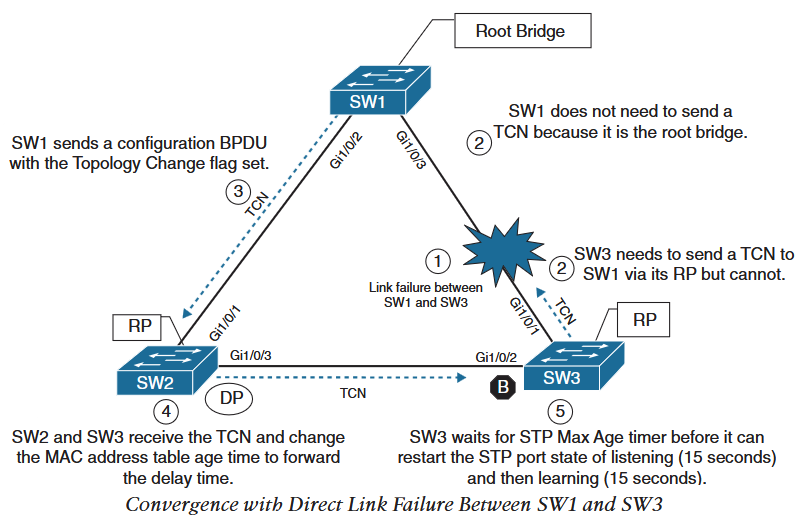 Root Bridge
SW1
SW1 does not need to send a
TCN because it is the root bridge.
2
SW1 sends a configuration BPDU
with the Topology Change flag set.
3
TCN
Gi1/0/2
Gi1/0/3
1
Link failure between
SW1 and SW3
2
SW3 needs to send a TCN to
SW1 via its RP but cannot.
TCN
Gi1/0/1
RP
RP
Gi1/0/1
Gi1/0/3
Gi1/0/2
SW2
SW3
DP
TCN
B
4
SW2 and SW3 receive the TCN and change
the MAC address table age time to forward
the delay time.
5
SW3 waits for STP Max Age timer before it can
restart the STP port state of listening (15 seconds)
and then learning (15 seconds).
Convergence with Direct Link Failure Between SW1 and SW3